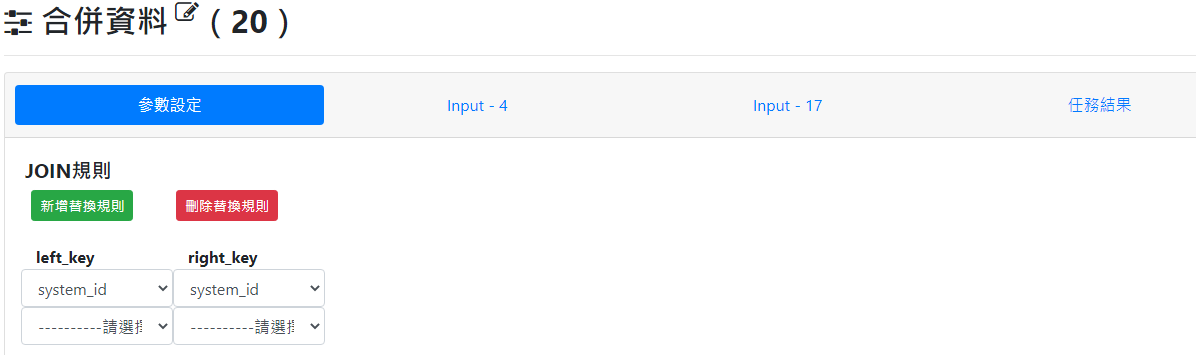 合併資料 ( 20 )
參數設定 Input - 4 Input - 17 任務結果
JOIN規則
新增替換規則 刪除替換規則
left_key right_key
system_id system_id
----------請選 ----------請選